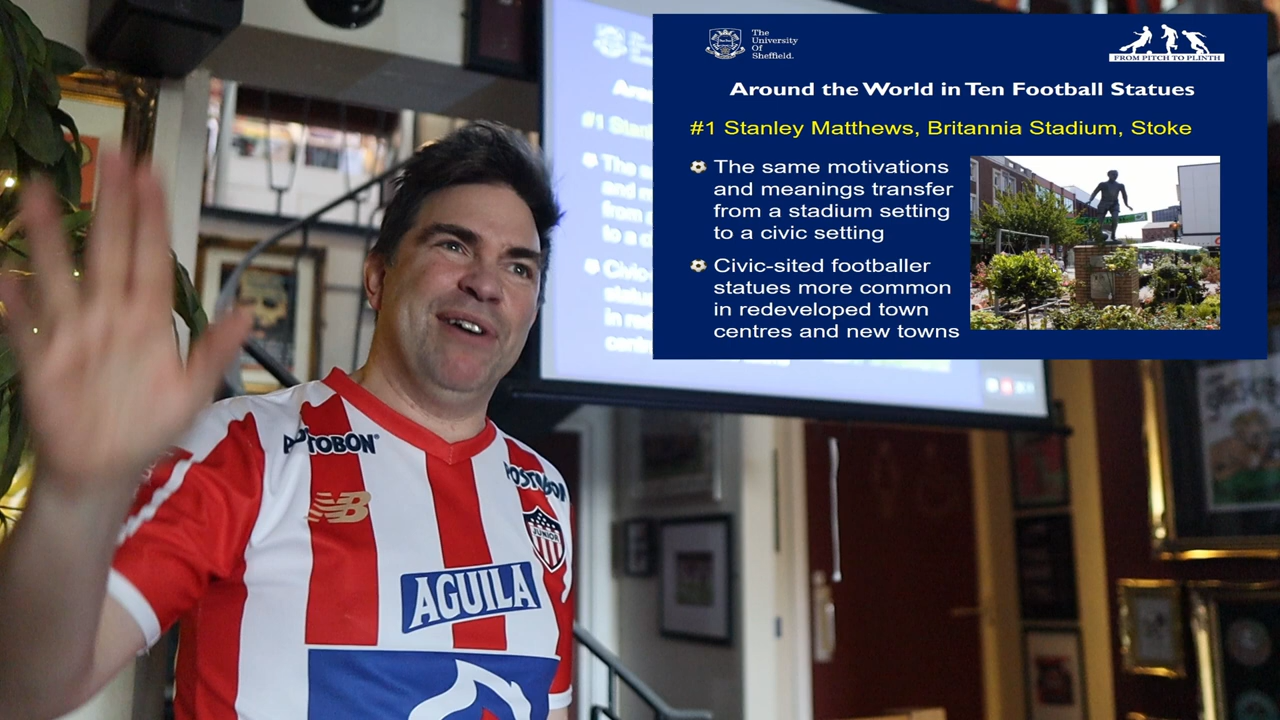 The
University
Of
Sheffield.
FROM PITCH TO PLINTH
Around the World in Ten Football Statues
#1 Stanley Matthews, Britannia Stadium, Stoke
The same motivations
and meanings transfer
from a stadium setting
to a civic setting
Civic-sited footballer
statues more common
in redeveloped town
centres and new towns
POSTOBON
POSTOBON
NB
JUNIOR
AGUILA